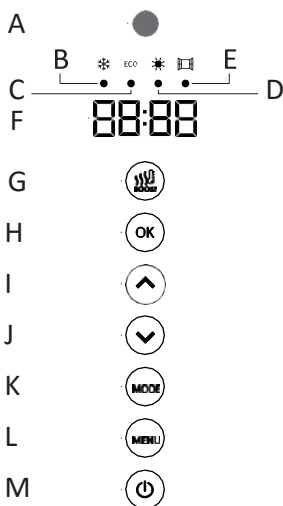 A
B E
ECO
C D
F 88:88
G BOOST
H OK
I
J
K MODE
L MENU
M